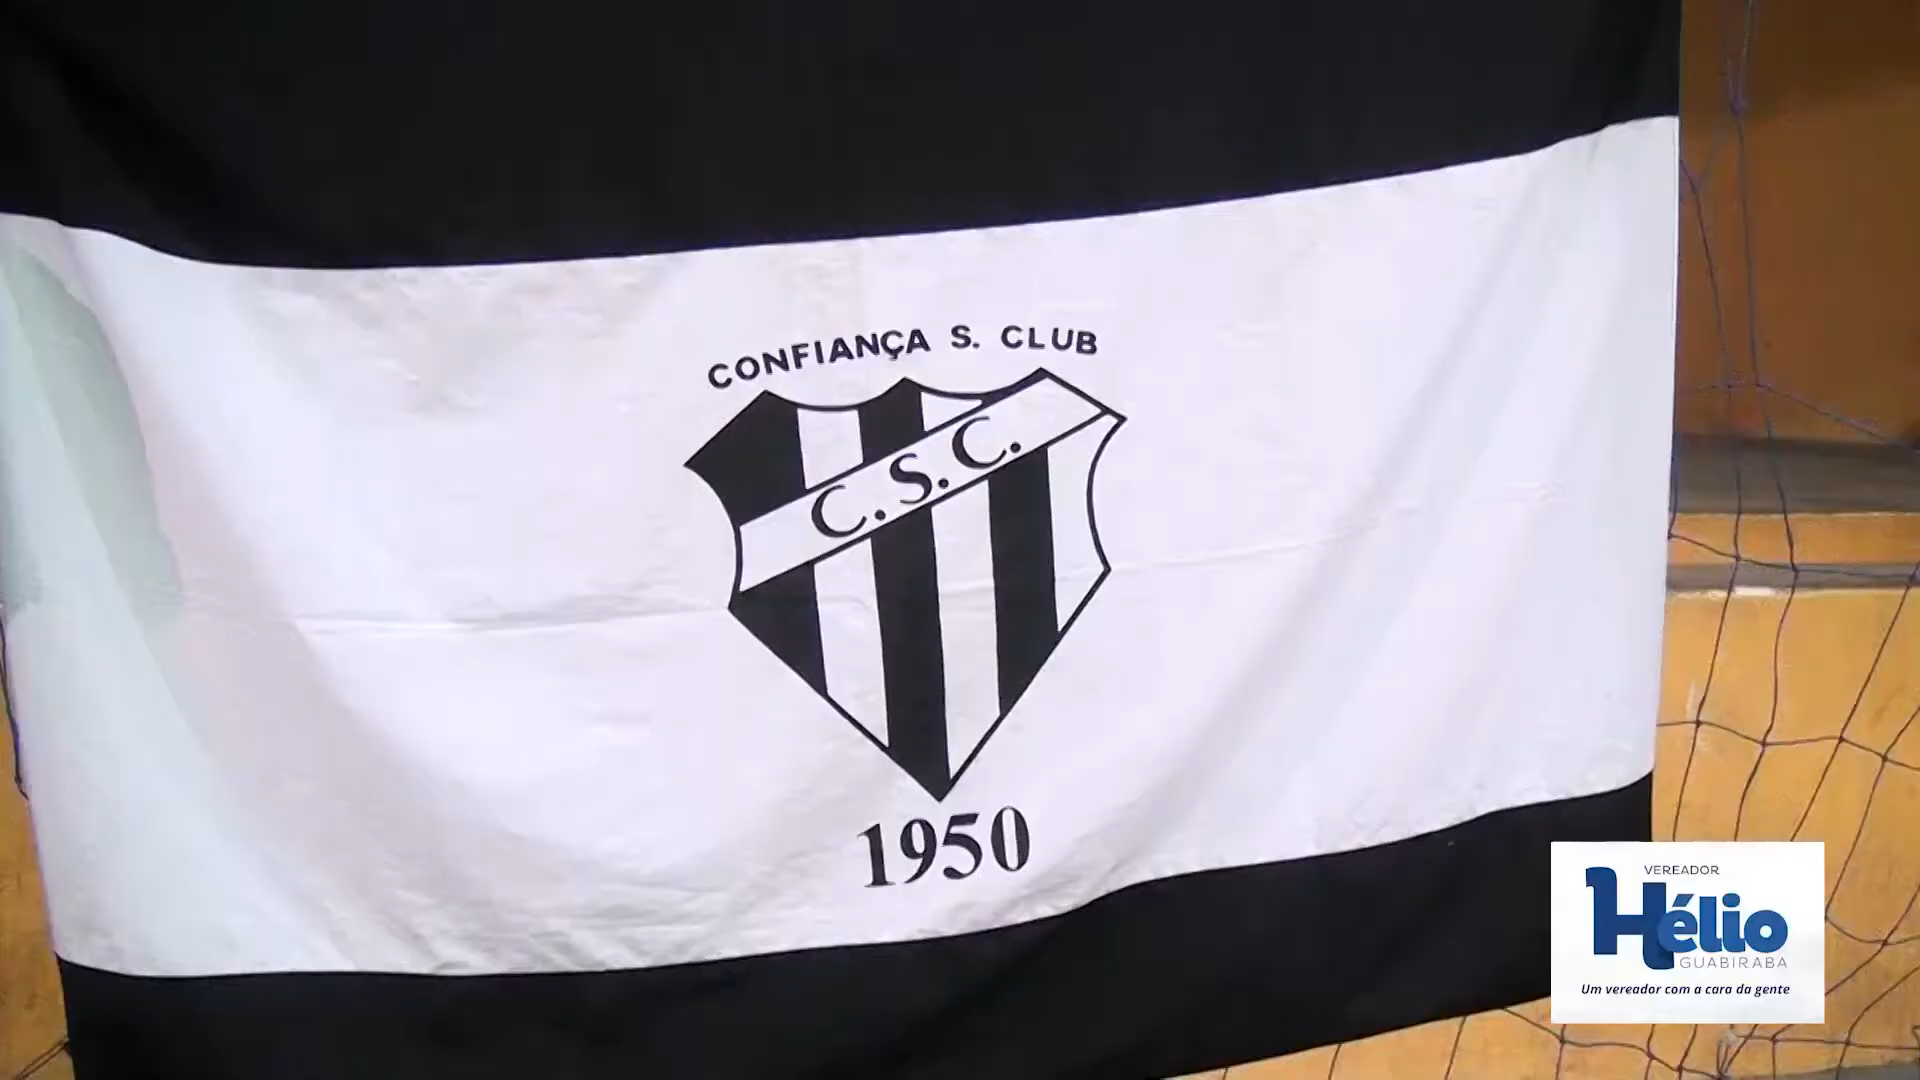 CONFIANÇA S. CLUB
C. S. C.
1950
VEREADOR
Hélio
GUABIRABA
Um vereador com a cara da gente